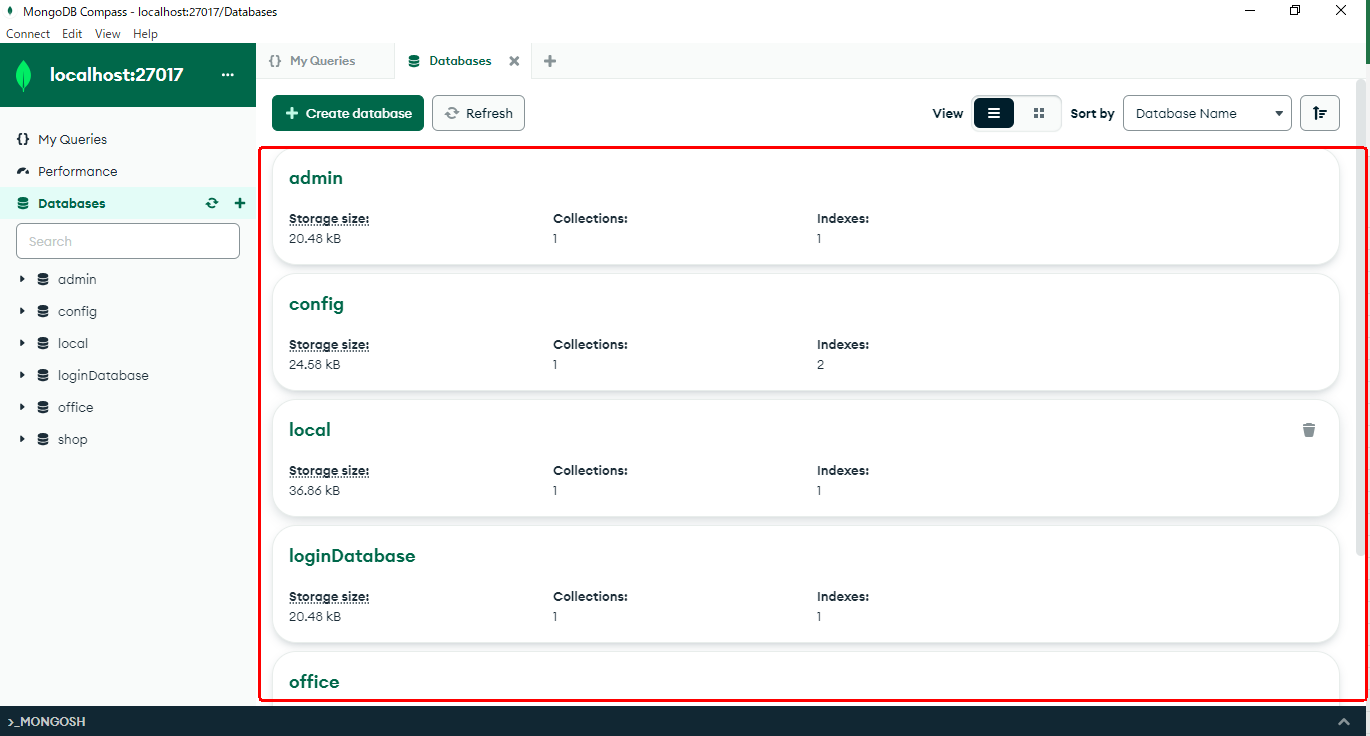 MongoDB Compass - localhost:27017/Databases
Connect Edit View Help
localhost:27017 ...
{} My Queries
Performance
Databases
Search
admin
config
local
loginDatabase
office
shop
{} My Queries
Databases
Create database
Refresh
View
Sort by
Database Name
admin
Storage size: Collections: Indexes:
20.48 kB 1 1
config
Storage size: Collections: Indexes:
24.58 kB 1 2
local
Storage size: Collections: Indexes:
36.86 kB 1 1
loginDatabase
Storage size: Collections: Indexes:
20.48 kB 1 1
office
>_MONGOSH